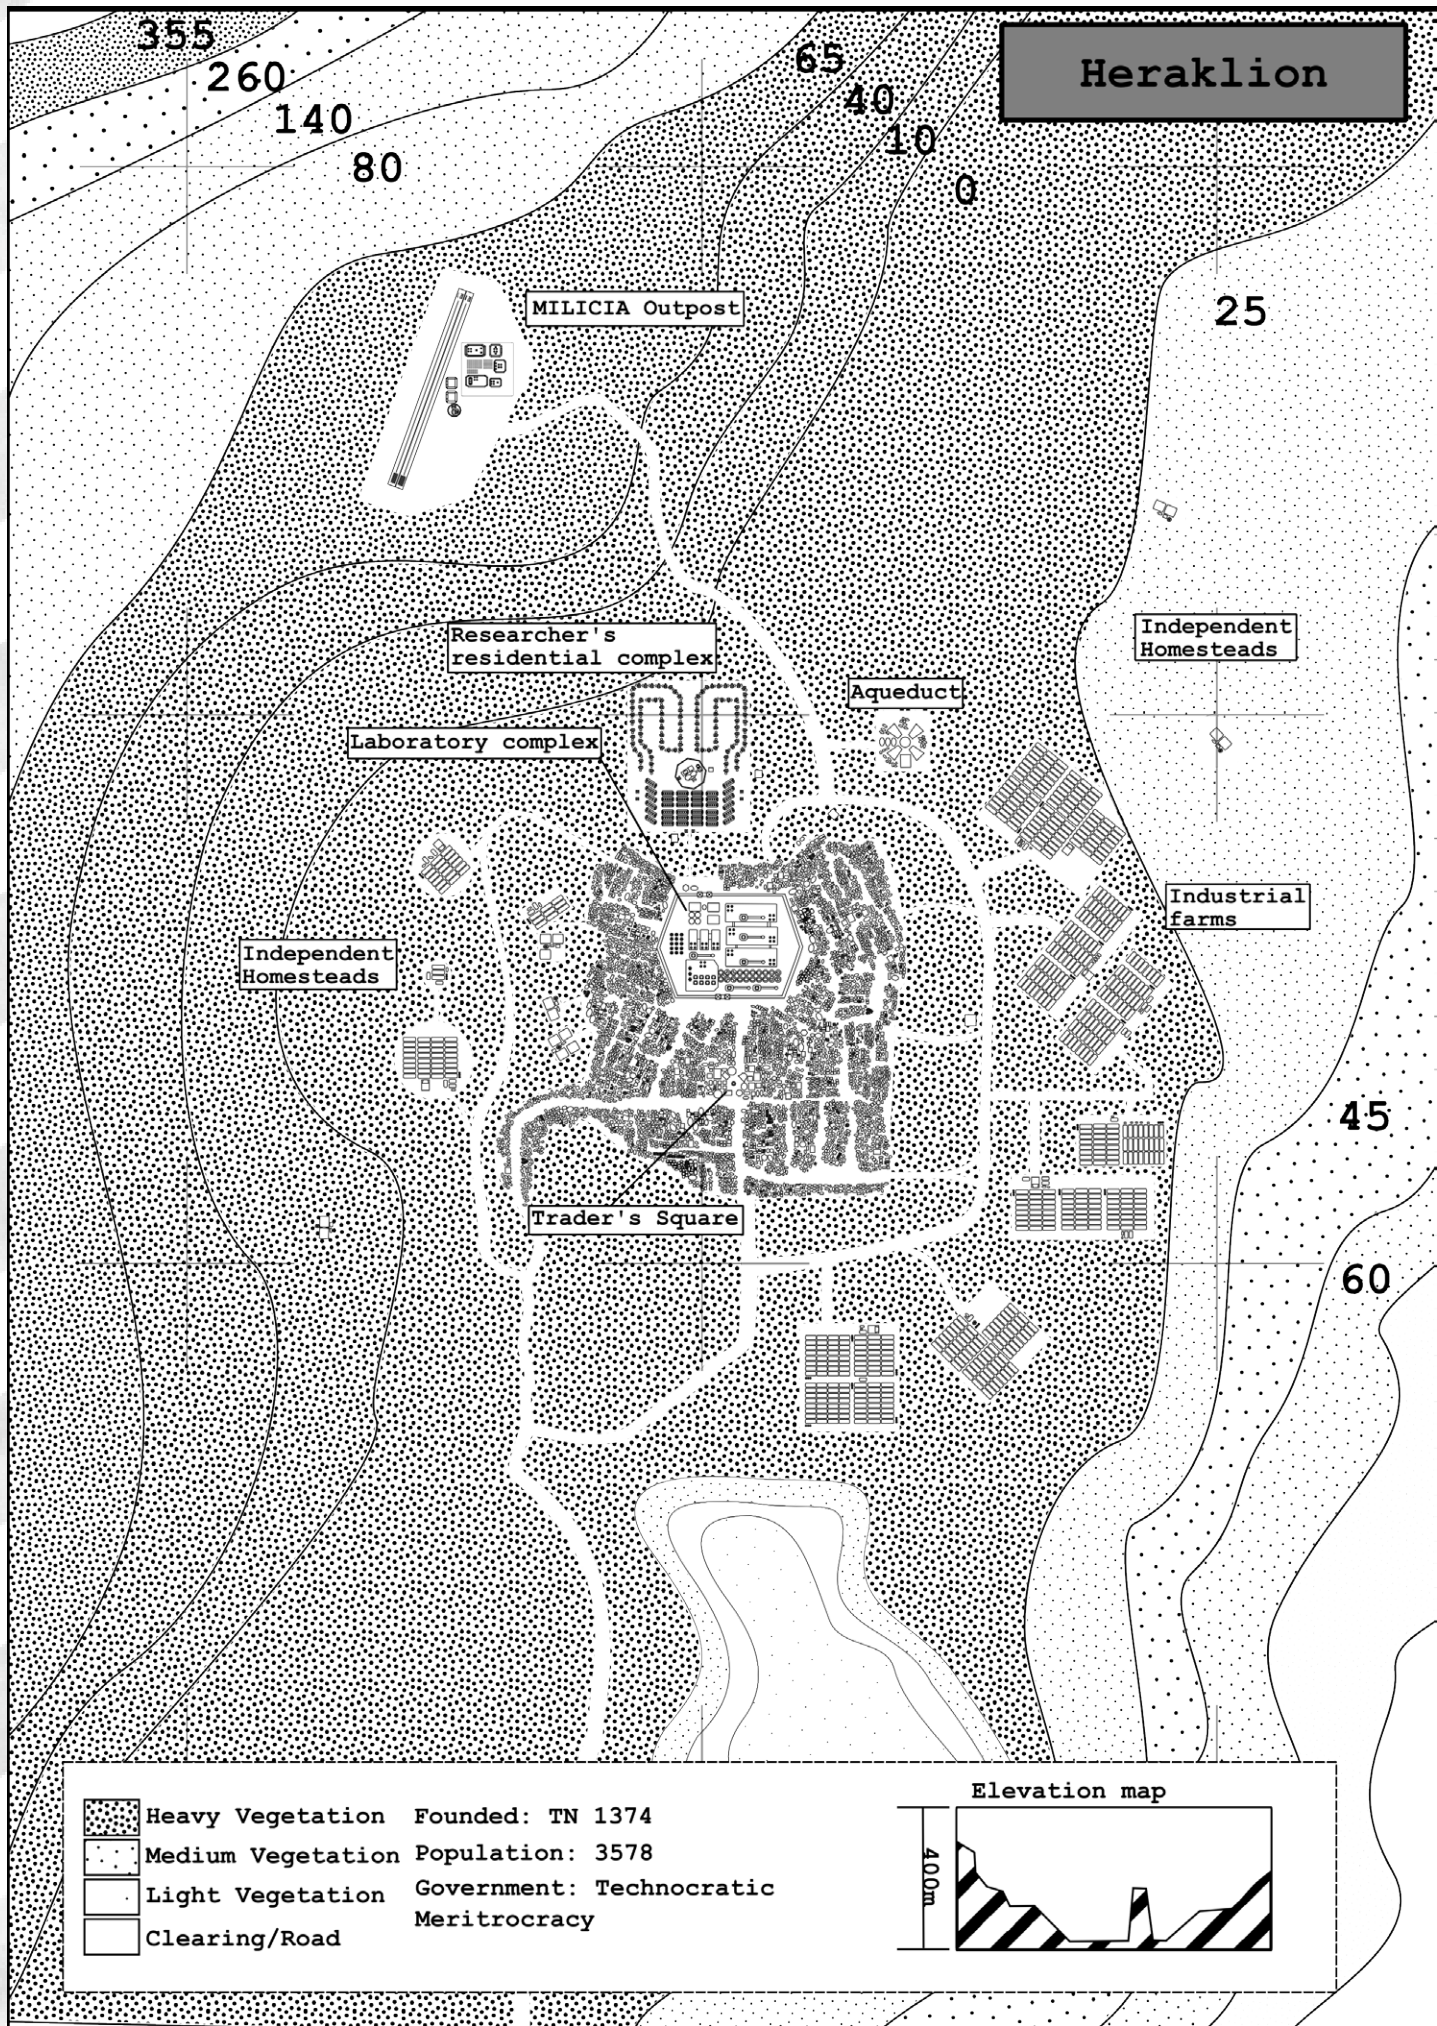 355
260
140
80
65
40
10
0
Heraklion
25
MILICIA Outpost
Researcher's
residential complex
Independent
Homesteads
Aqueduct
Laboratory complex
Industrial
farms
Independent
Homesteads
45
Trader's Square
60
Heavy Vegetation
Medium Vegetation
Light Vegetation
Clearing/Road
Founded: TN 1374
Population: 3578
Government: Technocratic
Meritrocracy
Elevation map
400m